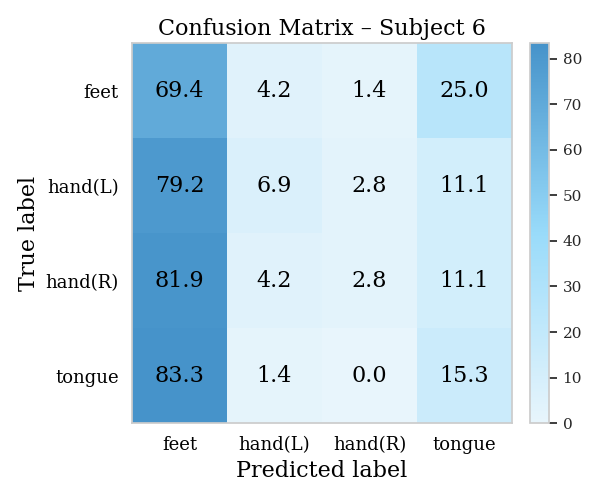 Confusion Matrix – Subject 6
True label
feet 69.4 4.2 1.4 25.0
hand(L) 79.2 6.9 2.8 11.1
hand(R) 81.9 4.2 2.8 11.1
tongue 83.3 1.4 0.0 15.3
feet hand(L) hand(R) tongue
Predicted label
80
70
60
50
40
30
20
10
0